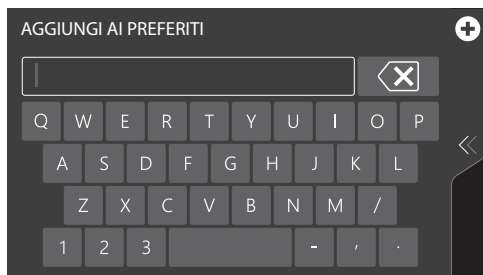 AGGIUNGI AI PREFERITI
Q W E R T Y U I O P
A S D F G H J K L
Z X C V B N M /
1 2 3 - , .